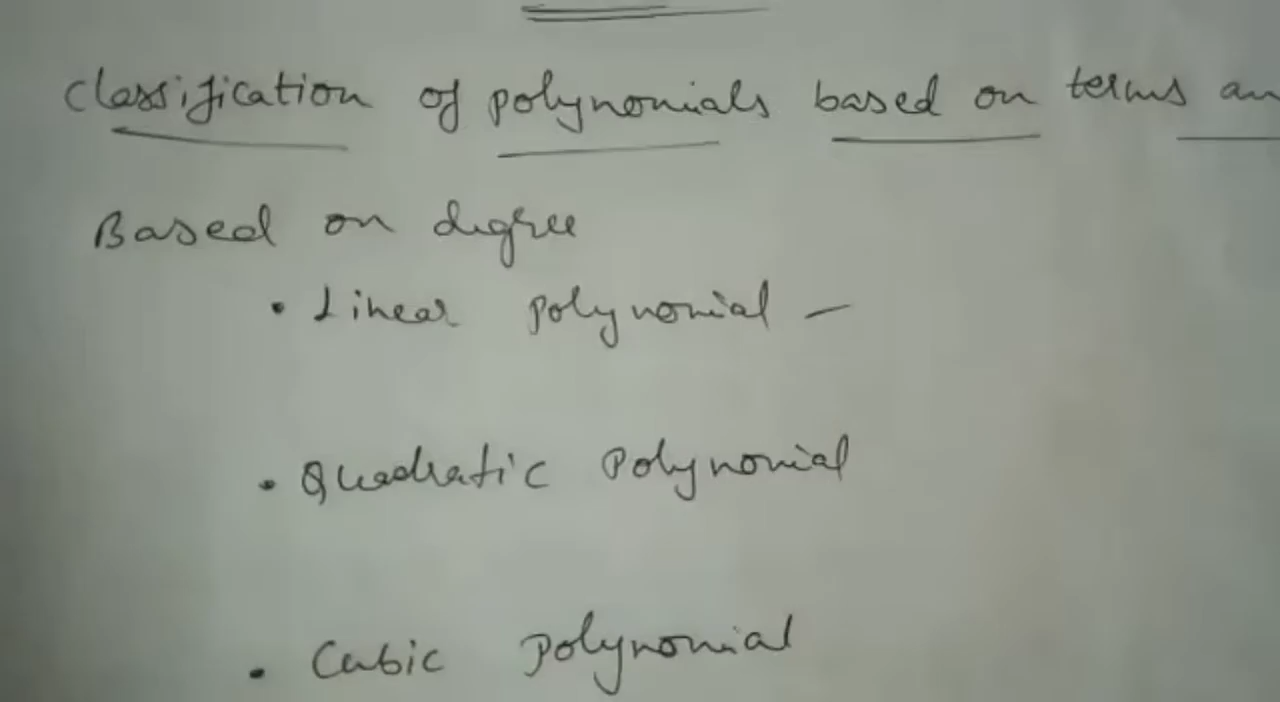 Classification of polynomials based on terms an
Based on degree
• Linear polynomial –
• Quadratic Polynomial
• Cubic Polynomial